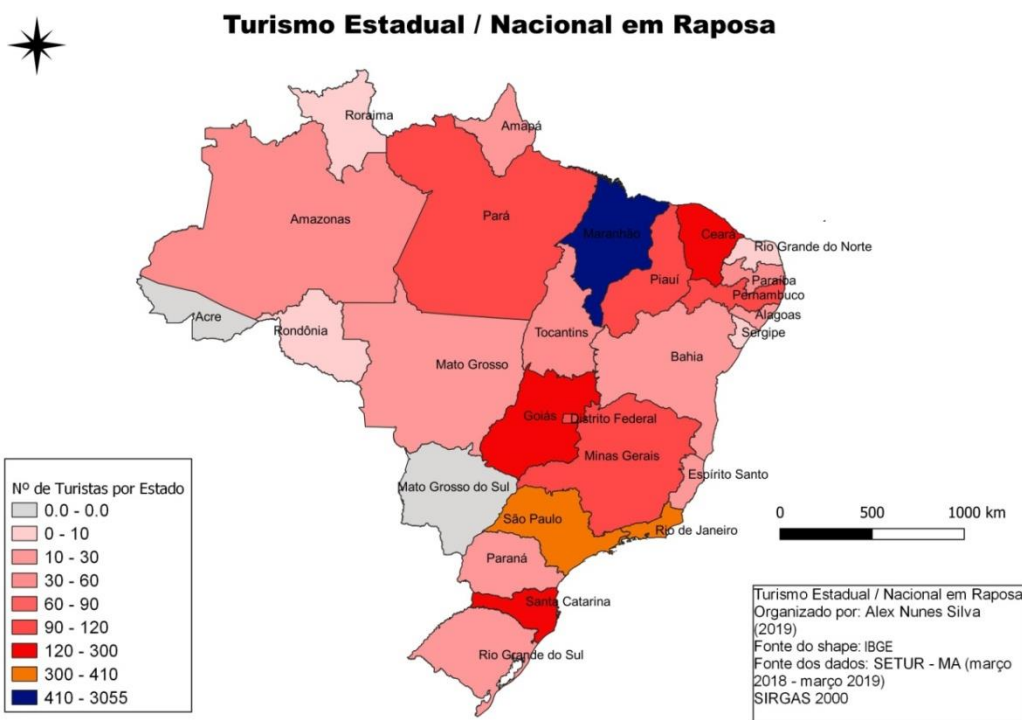 Turismo Estadual / Nacional em Raposa
Roraima
Amapá
Amazonas
Pará
Maranhão
Ceará
Rio Grande do Norte
Piauí
Paraíba
Pernambuco
Acre
Alagoas
Rondônia
Tocantins
Sergipe
Bahia
Mato Grosso
Goiás
Distrito Federal
Minas Gerais
Espírito Santo
Mato Grosso do Sul
São Paulo
Rio de Janeiro
Paraná
Santa Catarina
Rio Grande do Sul
Nº de Turistas por Estado
0.0 - 0.0
0 - 10
10 - 30
30 - 60
60 - 90
90 - 120
120 - 300
300 - 410
410 - 3055
0 500 1000 km
Turismo Estadual / Nacional em Raposa
Organizado por: Alex Nunes Silva
(2019)
Fonte do shape: IBGE
Fonte dos dados: SETUR - MA (março
2018 - março 2019)
SIRGAS 2000